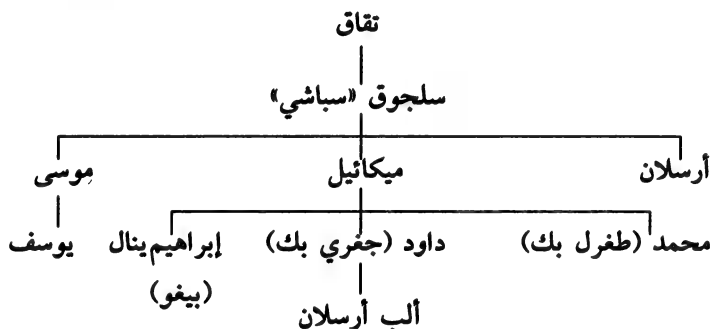 تقاق
سلجوق «سباشي»
أرسلان ميكائيل موسى
محمد (طغرل بك) داود (جغري بك) إبراهيم ينال يوسف
(بيغو)
ألب أرسلان